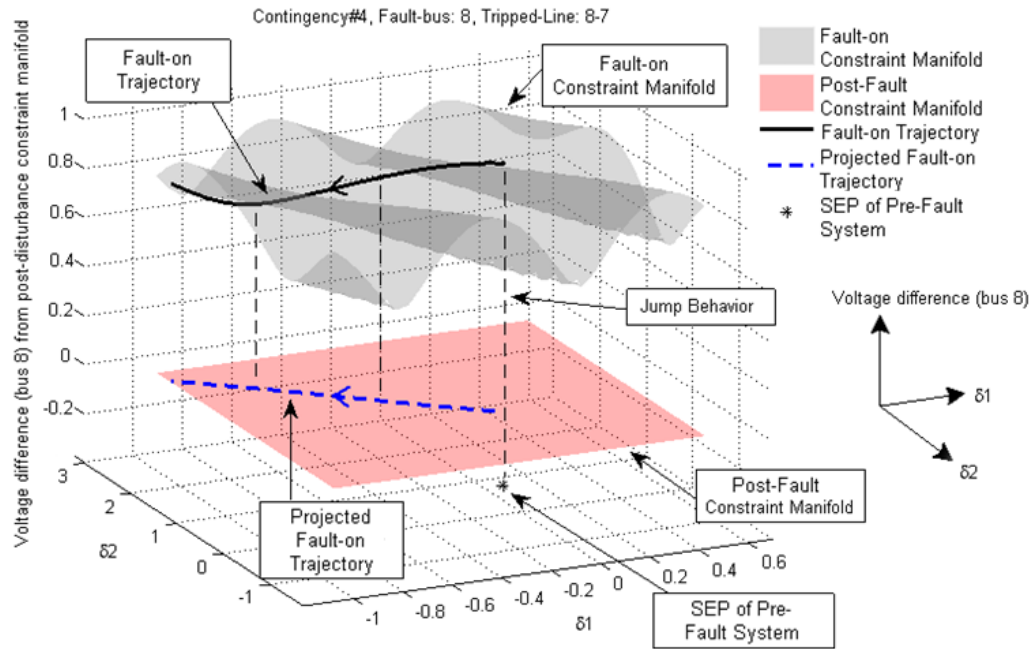 Contingency#4, Fault-bus: 8, Tripped-Line: 8-7
Fault-on
Trajectory
Fault-on
Constraint Manifold
Fault-on
Constraint Manifold
Post-Fault
Constraint Manifold
Fault-on Trajectory
Projected Fault-on
Trajectory
SEP of Pre-Fault
System
Voltage difference (bus 8) from post-disturbance constraint manifold
1
0.8
0.6
0.4
0.2
0
-0.2
Jump Behavior
Voltage difference (bus 8)
δ1
δ2
Post-Fault
Constraint Manifold
Projected
Fault-on
Trajectory
SEP of Pre-
Fault System
3
2
1
0
-1
δ2
-1
-0.8
-0.6
-0.4
-0.2
0
0.2
0.4
0.6
δ1